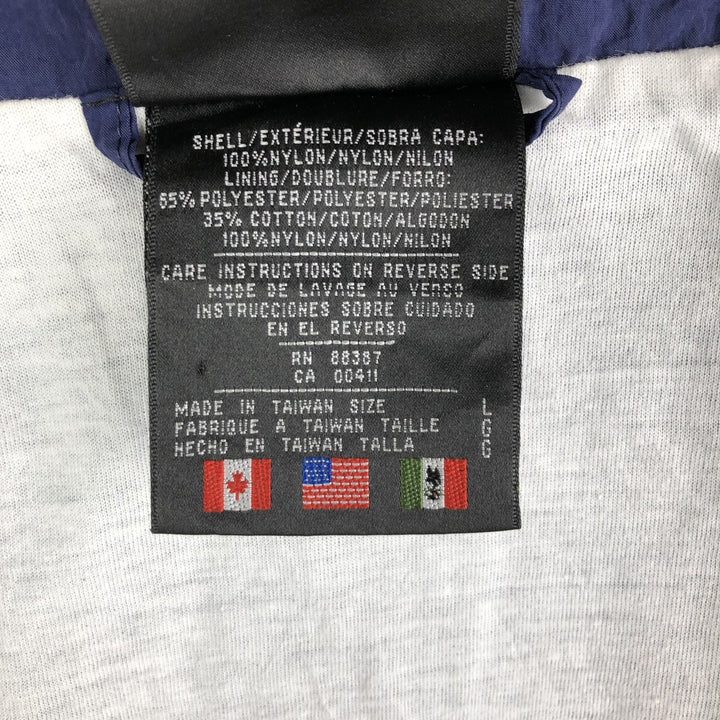 SHELL/EXTÉRIEUR/SOBRA CAPA:
100%NYLON/NYLON/NILON
LINING/DOUBLURE/FORRO:
65% POLYESTER/POLYESTER/POLIESTER
35% COTTON/COTON/ALGODON
100%NYLON/NYLON/NILON
CARE INSTRUCTIONS ON REVERSE SIDE
MODE DE LAVAGE AU VERSO
INSTRUCCIONES SOBRE CUIDADO
EN EL REVERSO
RN 88387
CA 00411
MADE IN TAIWAN SIZE L
FABRIQUE A TAIWAN TAILLE G
HECHO EN TAIWAN TALLA G